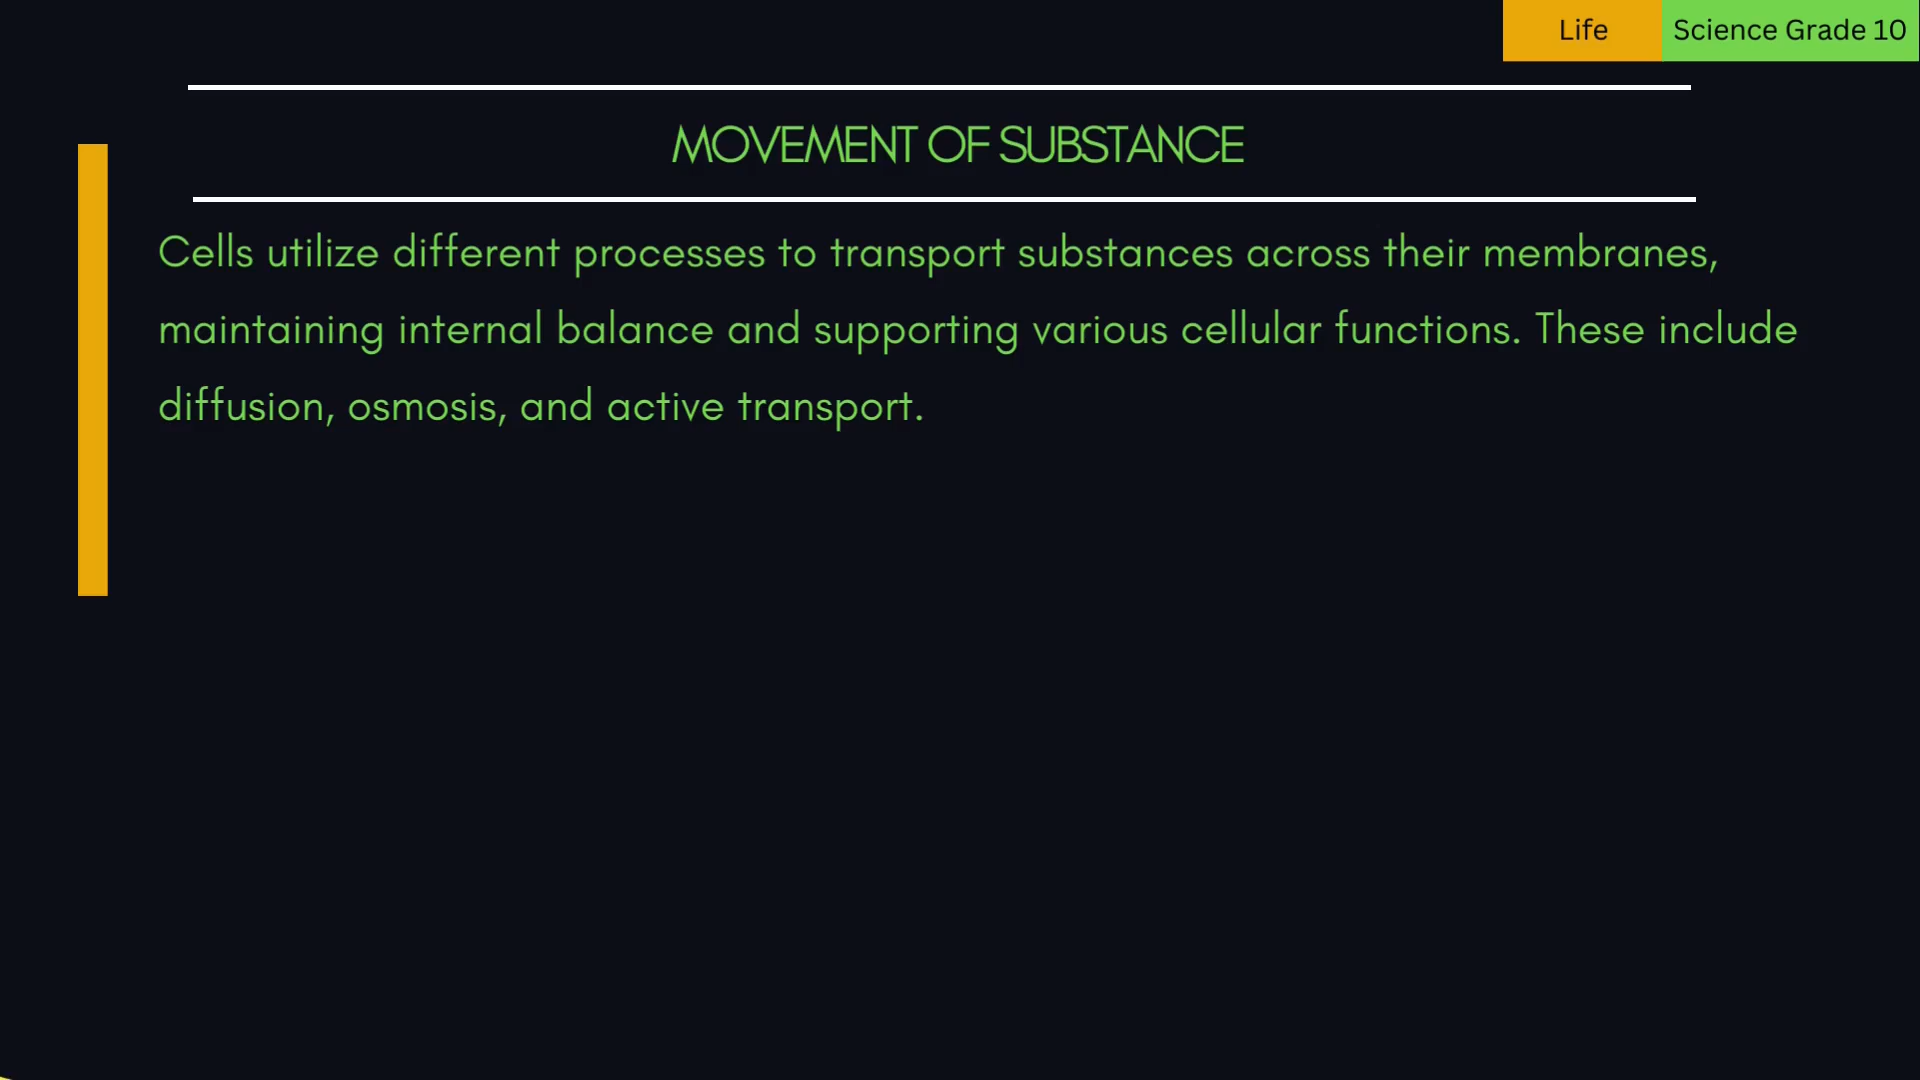 Life
Science Grade 10
MOVEMENT OF SUBSTANCE
Cells utilize different processes to transport substances across their membranes,
maintaining internal balance and supporting various cellular functions. These include
diffusion, osmosis, and active transport.